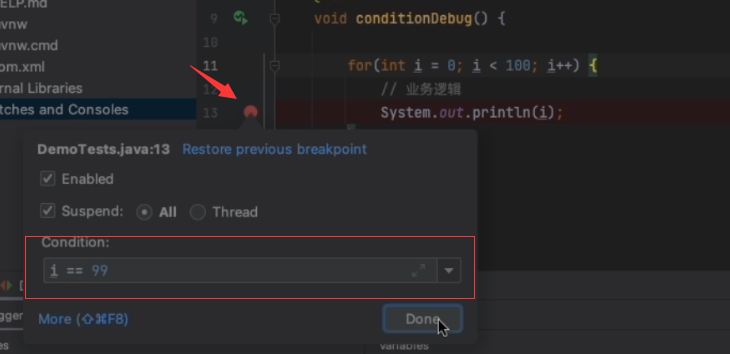 ELP.md
9 void conditionDebug() {
vnw
10
vnw.cmd
11 for(int i = 0; i < 100; i++) {
om.xml
12 // 业务逻辑
rnal Libraries
13 System.out.println(i);
tches and Consoles
DemoTests.java:13 Restore previous breakpoint
Enabled
Suspend: All Thread
Condition:
i == 99
More (⇧⌘F8) Done
gger
es
variables